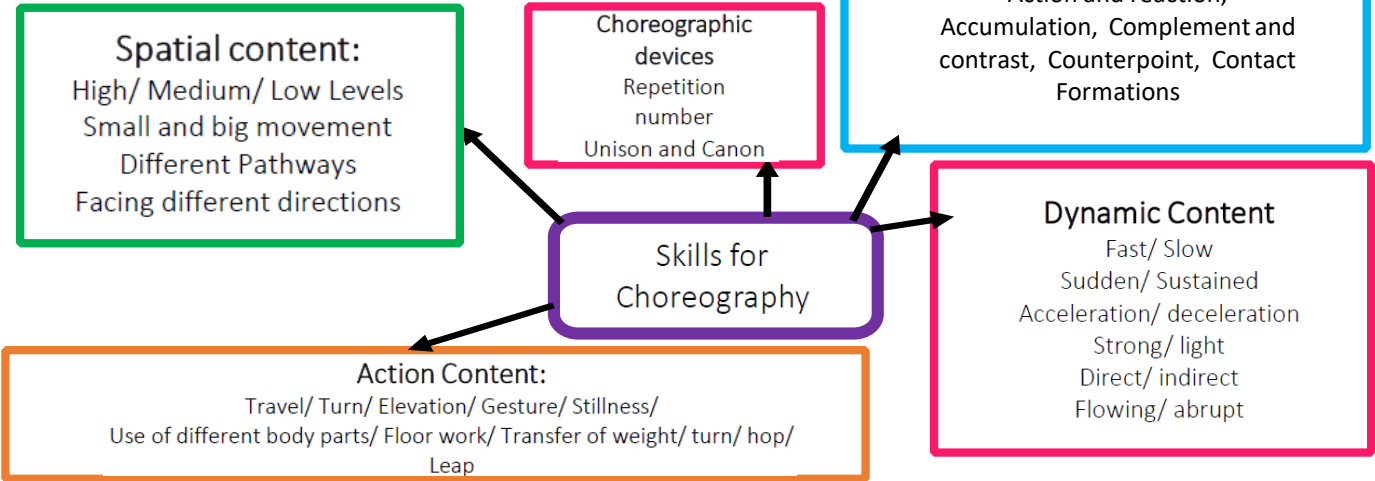 Spatial content:
High/ Medium/ Low Levels
Small and big movement
Different Pathways
Facing different directions
Choreographic
devices
Repetition
number
Unison and Canon
Action and reaction,
Accumulation, Complement and
contrast, Counterpoint, Contact
Formations
Skills for
Choreography
Dynamic Content
Fast/ Slow
Sudden/ Sustained
Acceleration/ deceleration
Strong/ light
Direct/ indirect
Flowing/ abrupt
Action Content:
Travel/ Turn/ Elevation/ Gesture/ Stillness/
Use of different body parts/ Floor work/ Transfer of weight/ turn/ hop/
Leap